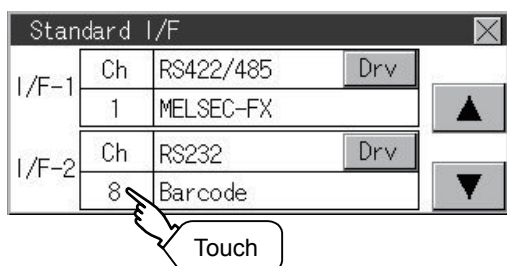 Standard I/F
I/F-1
Ch RS422/485 Drv
1 MELSEC-FX
I/F-2
Ch RS232 Drv
8 Barcode
Touch